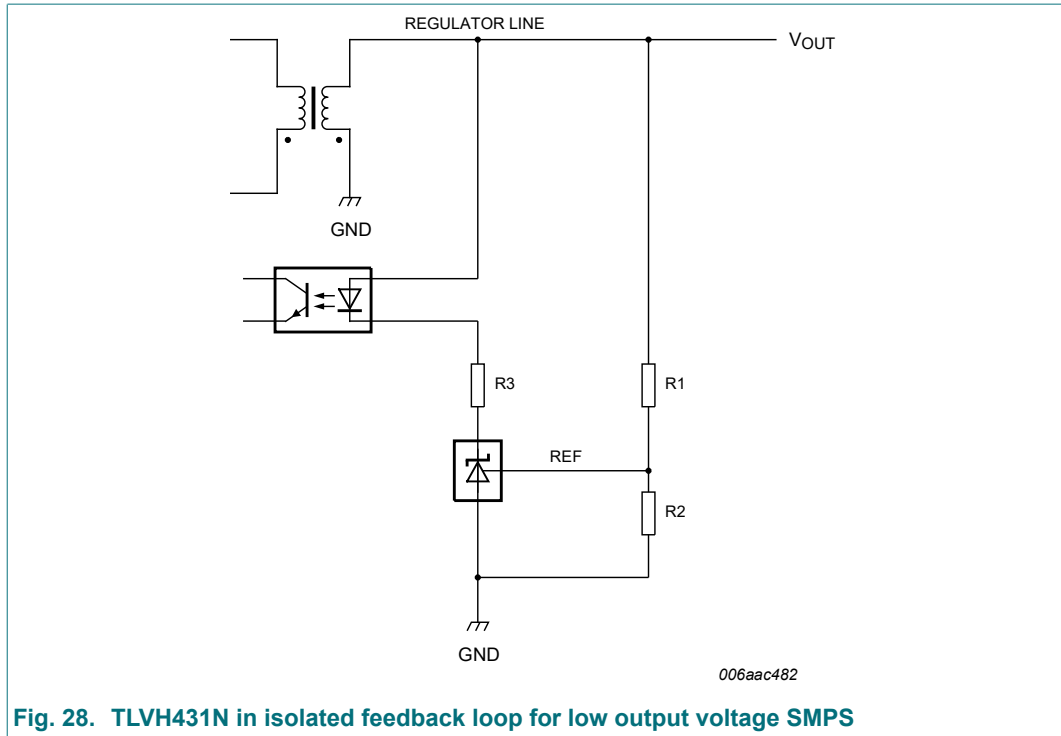 REGULATOR LINE
VOUT
GND
R3
R1
REF
R2
GND
006aac482
Fig. 28. TLVH431N in isolated feedback loop for low output voltage SMPS